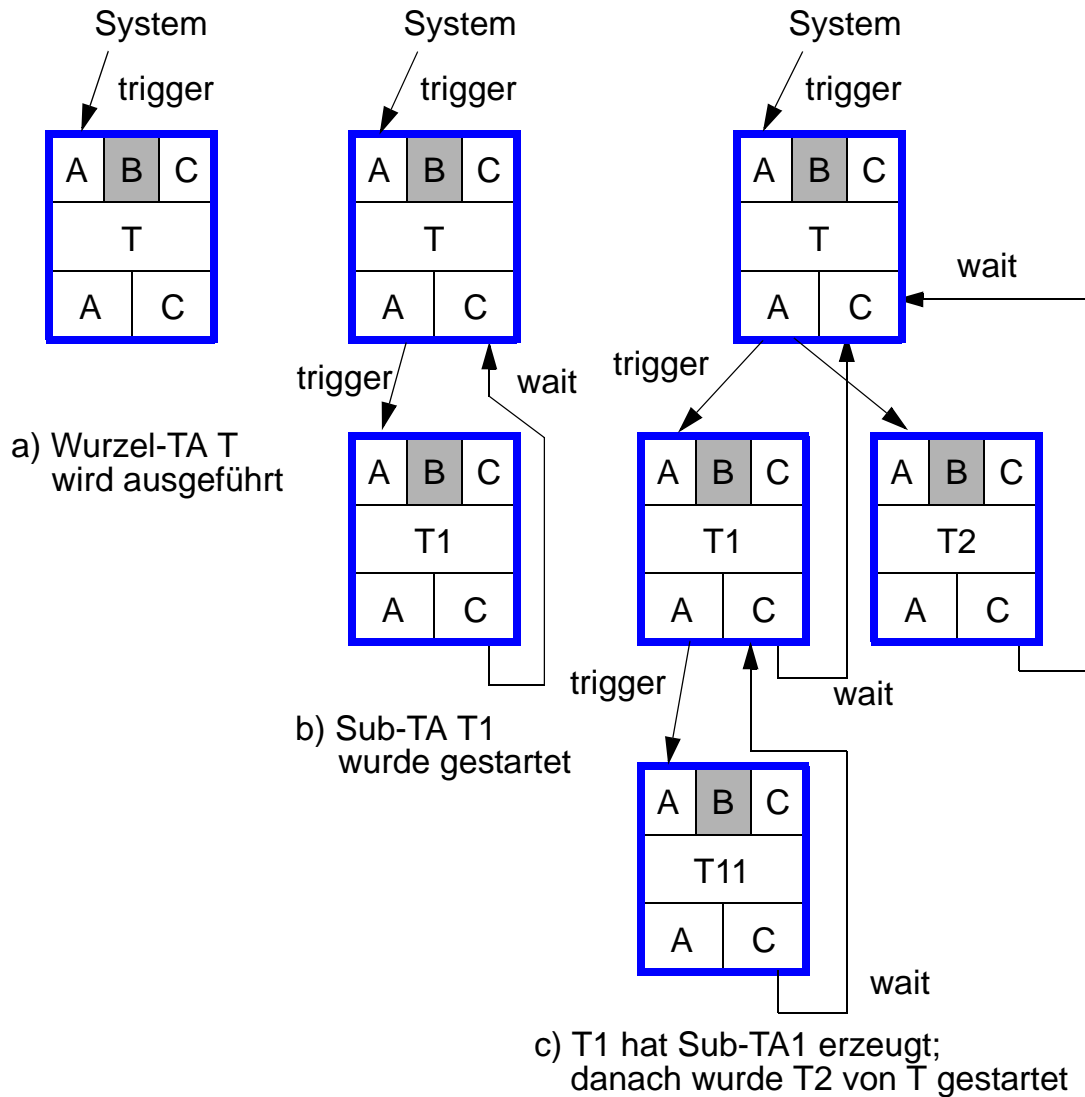 System
System
System
trigger
trigger
trigger
A B C
A B C
A B C
T
T
T
wait
A C
A C
A C
trigger
wait
trigger
a) Wurzel-TA T
wird ausgeführt
A B C
A B C
A B C
T1
T1
T2
A C
A C
A C
trigger
wait
b) Sub-TA T1
wurde gestartet
A B C
T11
A C
wait
c) T1 hat Sub-TA1 erzeugt;
danach wurde T2 von T gestartet